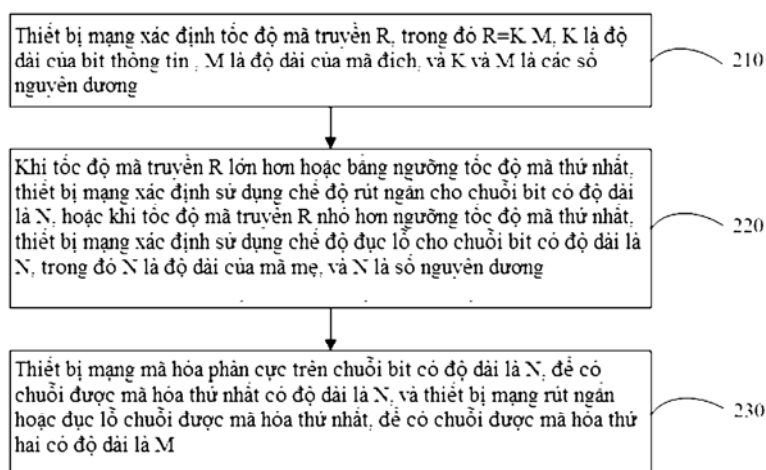 Thiết bị mạng xác định tốc độ mã truyền R, trong đó R=K M, K là độ
dài của bit thông tin , M là độ dài của mã đích, và K và M là các số
nguyên dương
210
Khi tốc độ mã truyền R lớn hơn hoặc bằng ngưỡng tốc độ mã thứ nhất,
thiết bị mạng xác định sử dụng chế độ rút ngắn cho chuỗi bit có độ dài
là N, hoặc khi tốc độ mã truyền R nhỏ hơn ngưỡng tốc độ mã thứ nhất,
thiết bị mạng xác định sử dụng chế độ đục lỗ cho chuỗi bit có độ dài là
N, trong đó N là độ dài của mã mẹ, và N là số nguyên dương
220
Thiết bị mạng mã hóa phân cực trên chuỗi bit có độ dài là N, để có
chuỗi được mã hóa thứ nhất có độ dài là N, và thiết bị mạng rút ngắn
hoặc đục lỗ chuỗi được mã hóa thứ nhất, để có chuỗi được mã hóa thứ
hai có độ dài là M
230